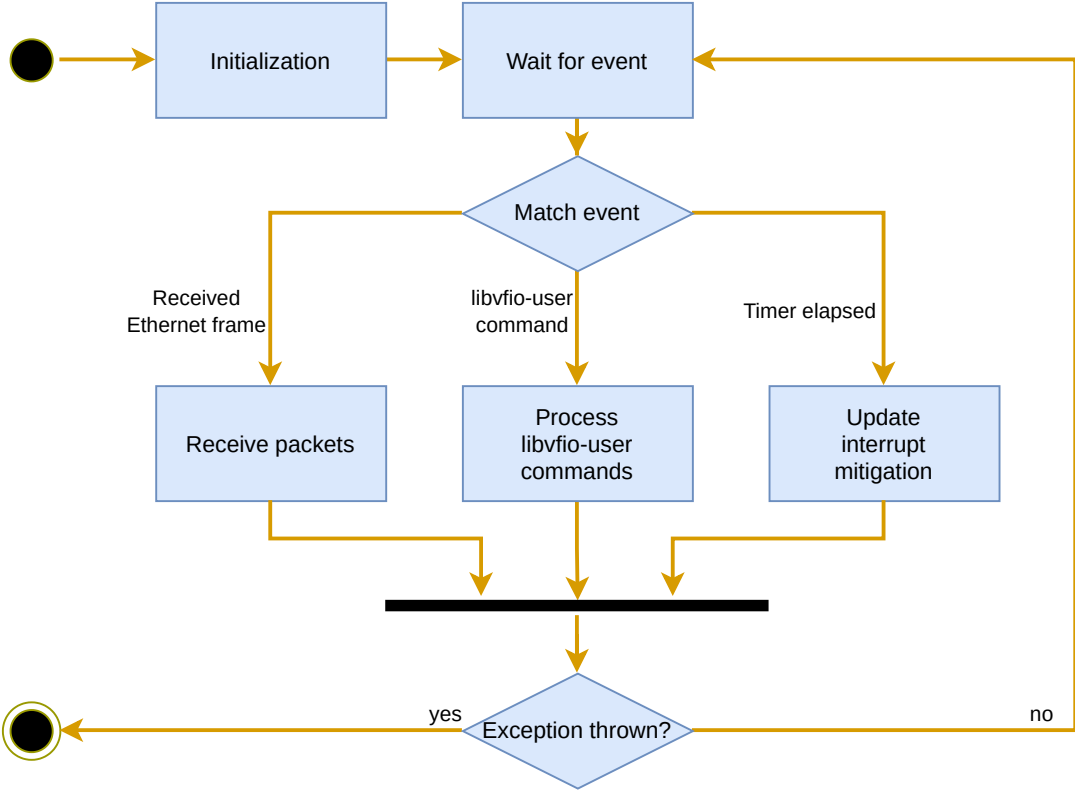 Initialization
Wait for event
Match event
Received
Ethernet frame
libvfio-user
command
Timer elapsed
Receive packets
Process
libvfio-user
commands
Update
interrupt
mitigation
yes
Exception thrown?
no